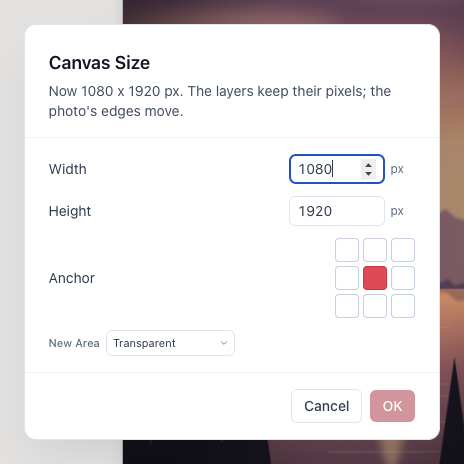 Canvas Size
Now 1080 x 1920 px. The layers keep their pixels; the
photo's edges move.
Width 1080 px
Height 1920 px
Anchor
New Area Transparent
Cancel OK